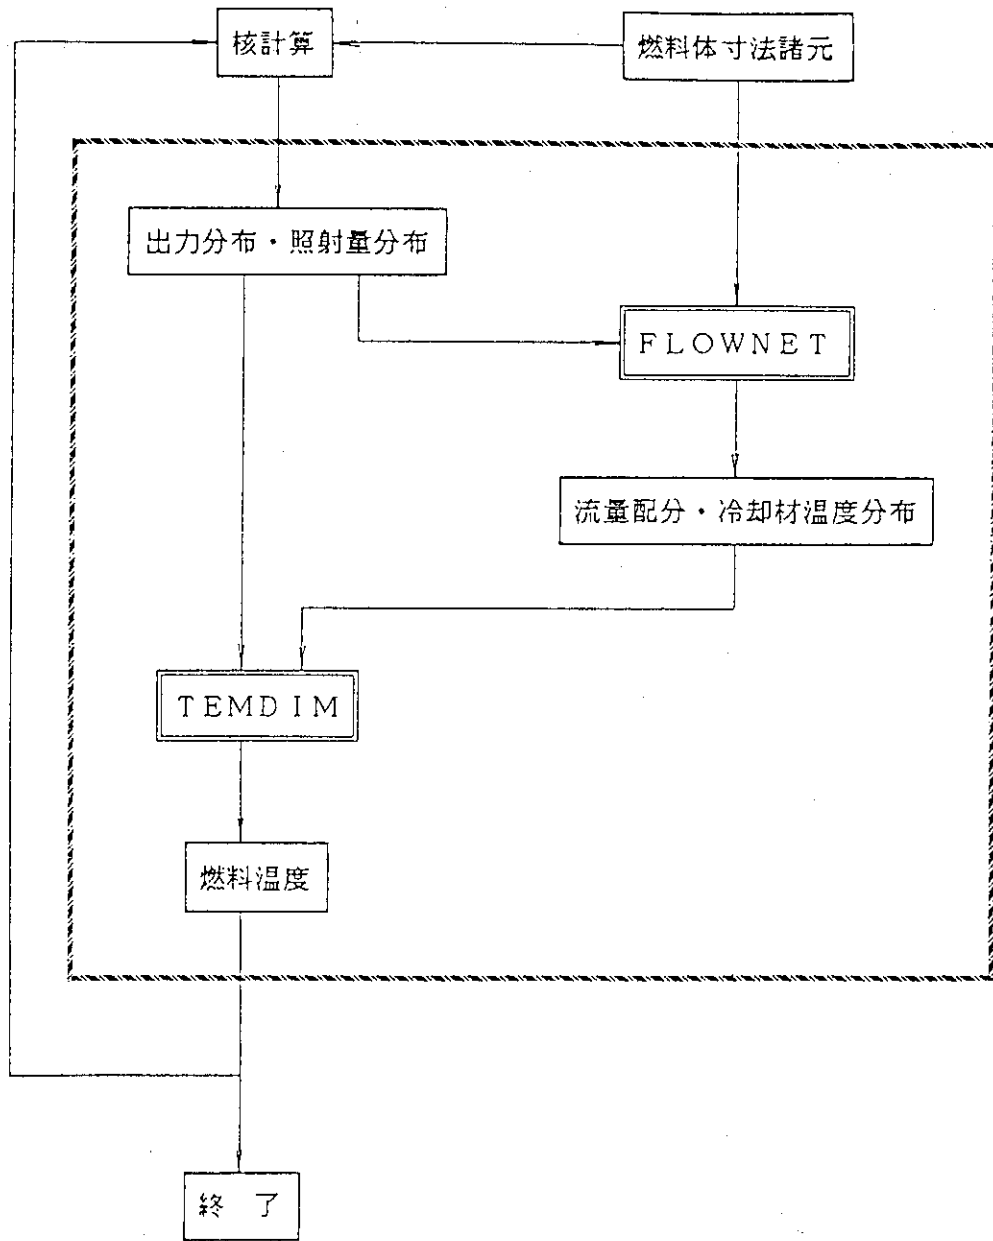 核計算
燃料体寸法諸元
出力分布・照射量分布
FLOWNET
流量配分・冷却材温度分布
TEMDIM
燃料温度
終 了